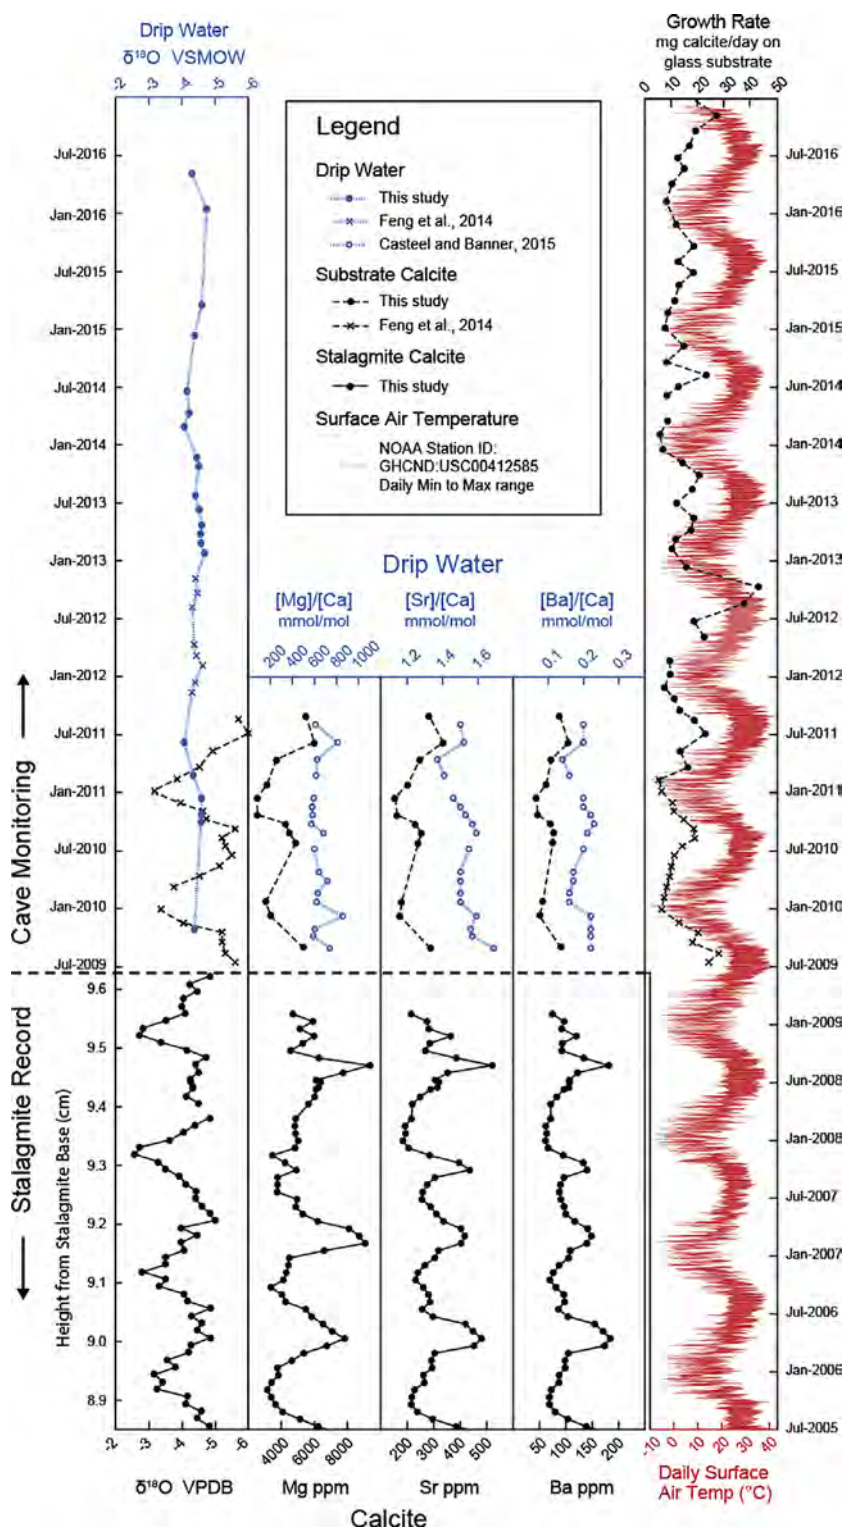 Drip Water
δ¹⁸O VSMOW
-2 -3 -4 -5 -6
Growth Rate
mg calcite/day on
glass substrate
0 10 20 30 40 50
Legend
Drip Water
This study
Feng et al., 2014
Casteel and Banner, 2015
Substrate Calcite
This study
Feng et al., 2014
Stalagmite Calcite
This study
Surface Air Temperature
NOAA Station ID:
GHCND:USC00412585
Daily Min to Max range
Jul-2016
Jan-2016
Jul-2015
Jan-2015
Jul-2014
Jan-2014
Jul-2013
Jan-2013
Jul-2012
Jan-2012
Jul-2011
Jan-2011
Jul-2010
Jan-2010
Jul-2009
Drip Water
[Mg]/[Ca] [Sr]/[Ca] [Ba]/[Ca]
mmol/mol mmol/mol mmol/mol
200 400 600 800 1000
1.2 1.4 1.6
0.1 0.2 0.3
Cave Monitoring
Stalagmite Record
Height from Stalagmite Base (cm)
9.6
9.5
9.4
9.3
9.2
9.1
9.0
8.9
Jul-2016
Jan-2016
Jul-2015
Jan-2015
Jun-2014
Jan-2014
Jul-2013
Jan-2013
Jul-2012
Jan-2012
Jul-2011
Jan-2011
Jul-2010
Jan-2010
Jul-2009
Jan-2009
Jun-2008
Jan-2008
Jul-2007
Jan-2007
Jul-2006
Jan-2006
Jul-2005
-2 -3 -4 -5 -6
4000 6000 8000
200 300 400 500
50 100 150 200
-10 0 10 20 30 40
δ¹⁸O VPDB
Mg ppm
Sr ppm
Ba ppm
Daily Surface
Air Temp (°C)
Calcite